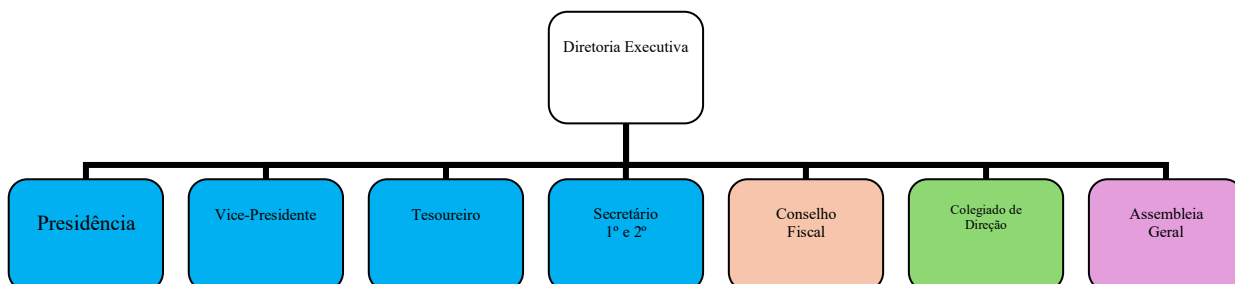 Diretoria Executiva
Presidência
Vice-Presidente
Tesoureiro
Secretário
1º e 2º
Conselho
Fiscal
Colegiado de
Direção
Assembleia
Geral